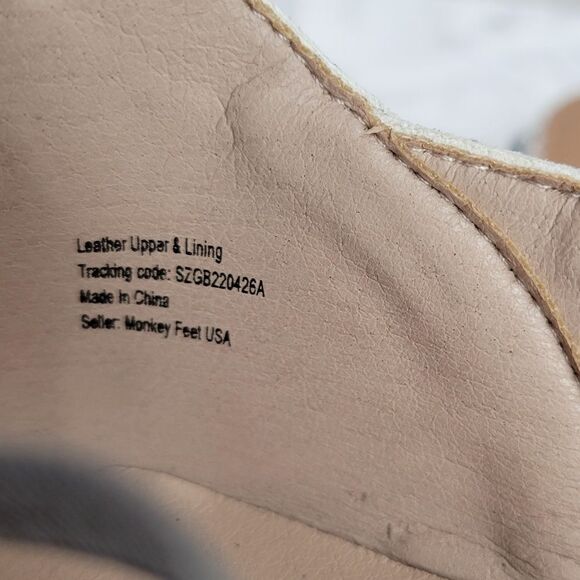 Leather Upper & Lining
Tracking code: SZGB220426A
Made In China
Seller: Monkey Feet USA